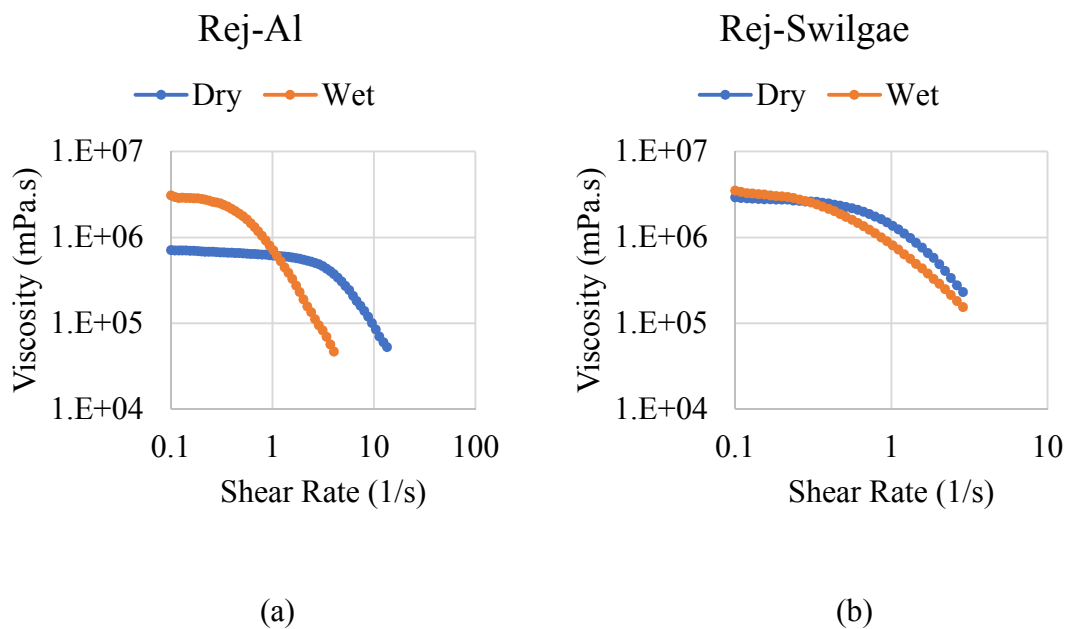 Rej-Al
Dry Wet
1.E+07
1.E+06
1.E+05
1.E+04
0.1 1 10 100
Viscosity (mPa.s)
Shear Rate (1/s)
(a)
Rej-Swilgae
Dry Wet
1.E+07
1.E+06
1.E+05
1.E+04
0.1 1 10
Viscosity (mPa.s)
Shear Rate (1/s)
(b)